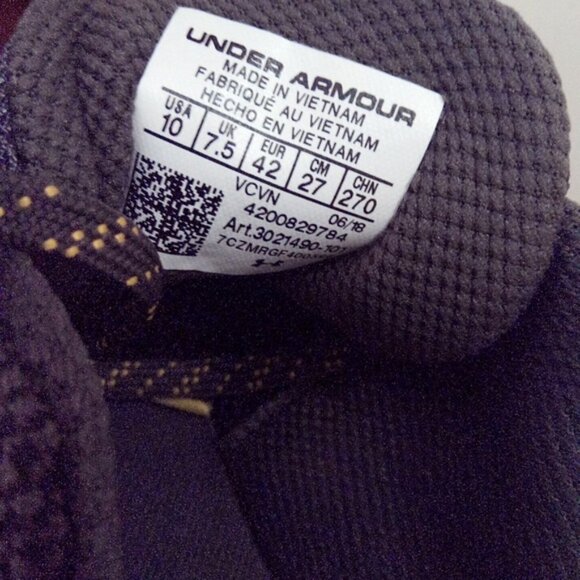 UNDER ARMOUR
MADE IN VIETNAM
FABRIQUÉ AU VIETNAM
HECHO EN VIETNAM
USA UK EUR CM CHN
10 7.5 42 27 270
VCVN 06/18
4200829784
Art.3021490-101